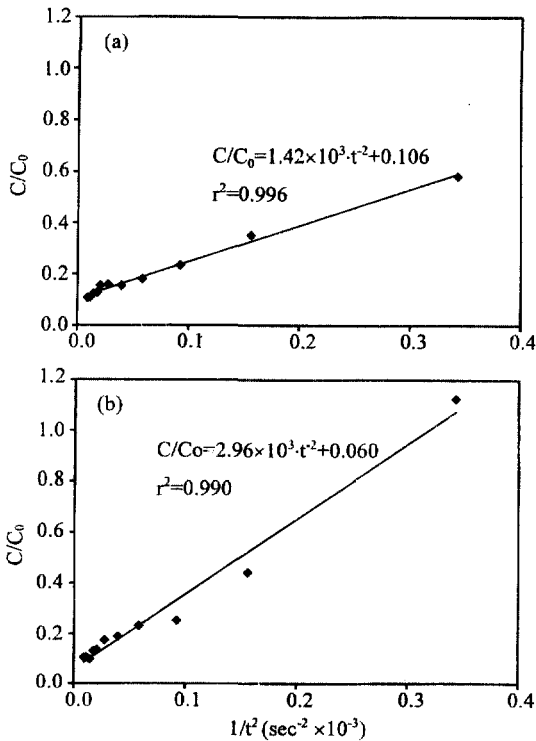 1.2
(a)
1.0
0.8
C/C₀
C/C₀=1.42×10³·t⁻²+0.106
0.6
r²=0.996
0.4
0.2
0.0
0.0 0.1 0.2 0.3 0.4
1.2
(b)
1.0
C/Co=2.96×10³·t⁻²+0.060
0.8
r²=0.990
C/C₀
0.6
0.4
0.2
0.0
0.0 0.1 0.2 0.3 0.4
1/t² (sec⁻² ×10⁻³)